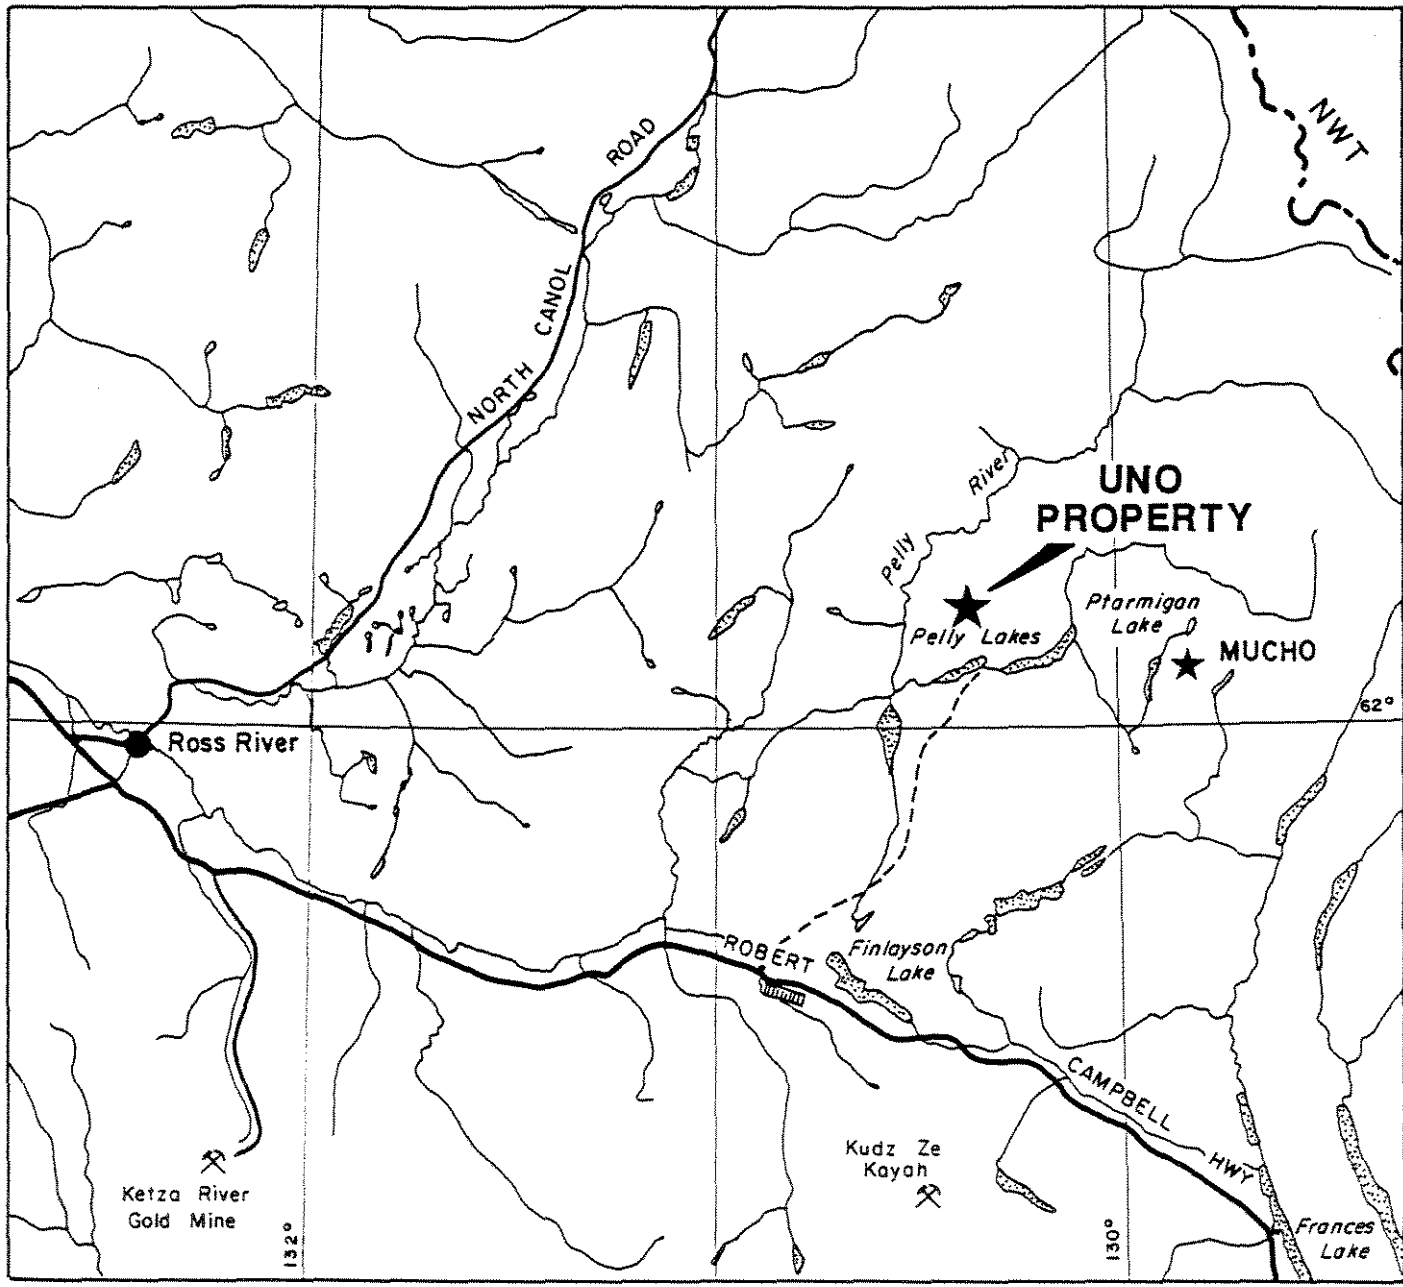 NWT
NORTH CANOL ROAD
Pelly River
UNO
PROPERTY
Ptarmigan
Lake
Pelly Lakes
MUCHO
62°
Ross River
ROBERT CAMPBELL HWY
Finlayson
Lake
Kudz Ze
Kayah
Ketza River
Gold Mine
132°
130°
Frances
Lake